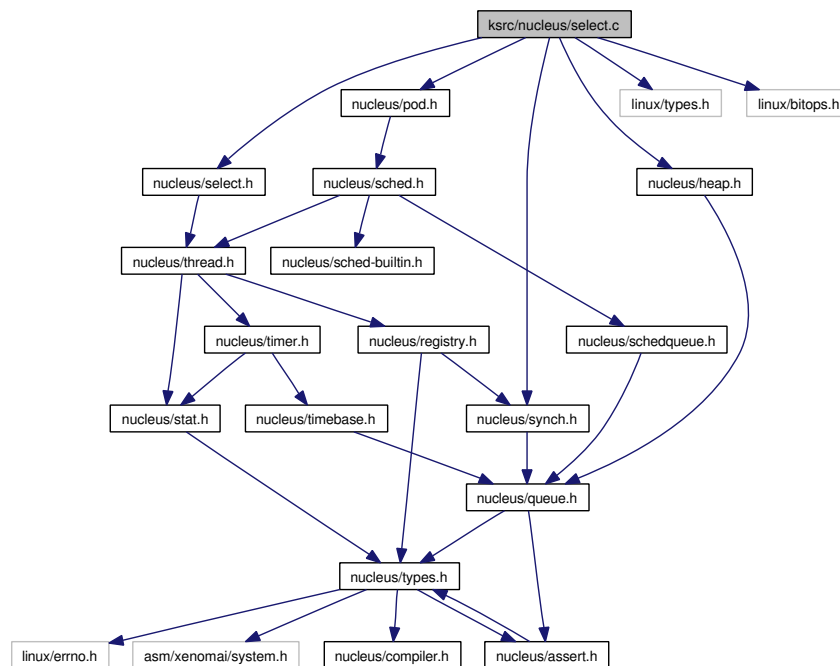 ksrc/nucleus/select.c
nucleus/pod.h
linux/types.h
linux/bitops.h
nucleus/select.h
nucleus/sched.h
nucleus/heap.h
nucleus/thread.h
nucleus/sched-builtin.h
nucleus/timer.h
nucleus/registry.h
nucleus/schedqueue.h
nucleus/stat.h
nucleus/timebase.h
nucleus/synch.h
nucleus/queue.h
nucleus/types.h
linux/errno.h
asm/xenomai/system.h
nucleus/compiler.h
nucleus/assert.h